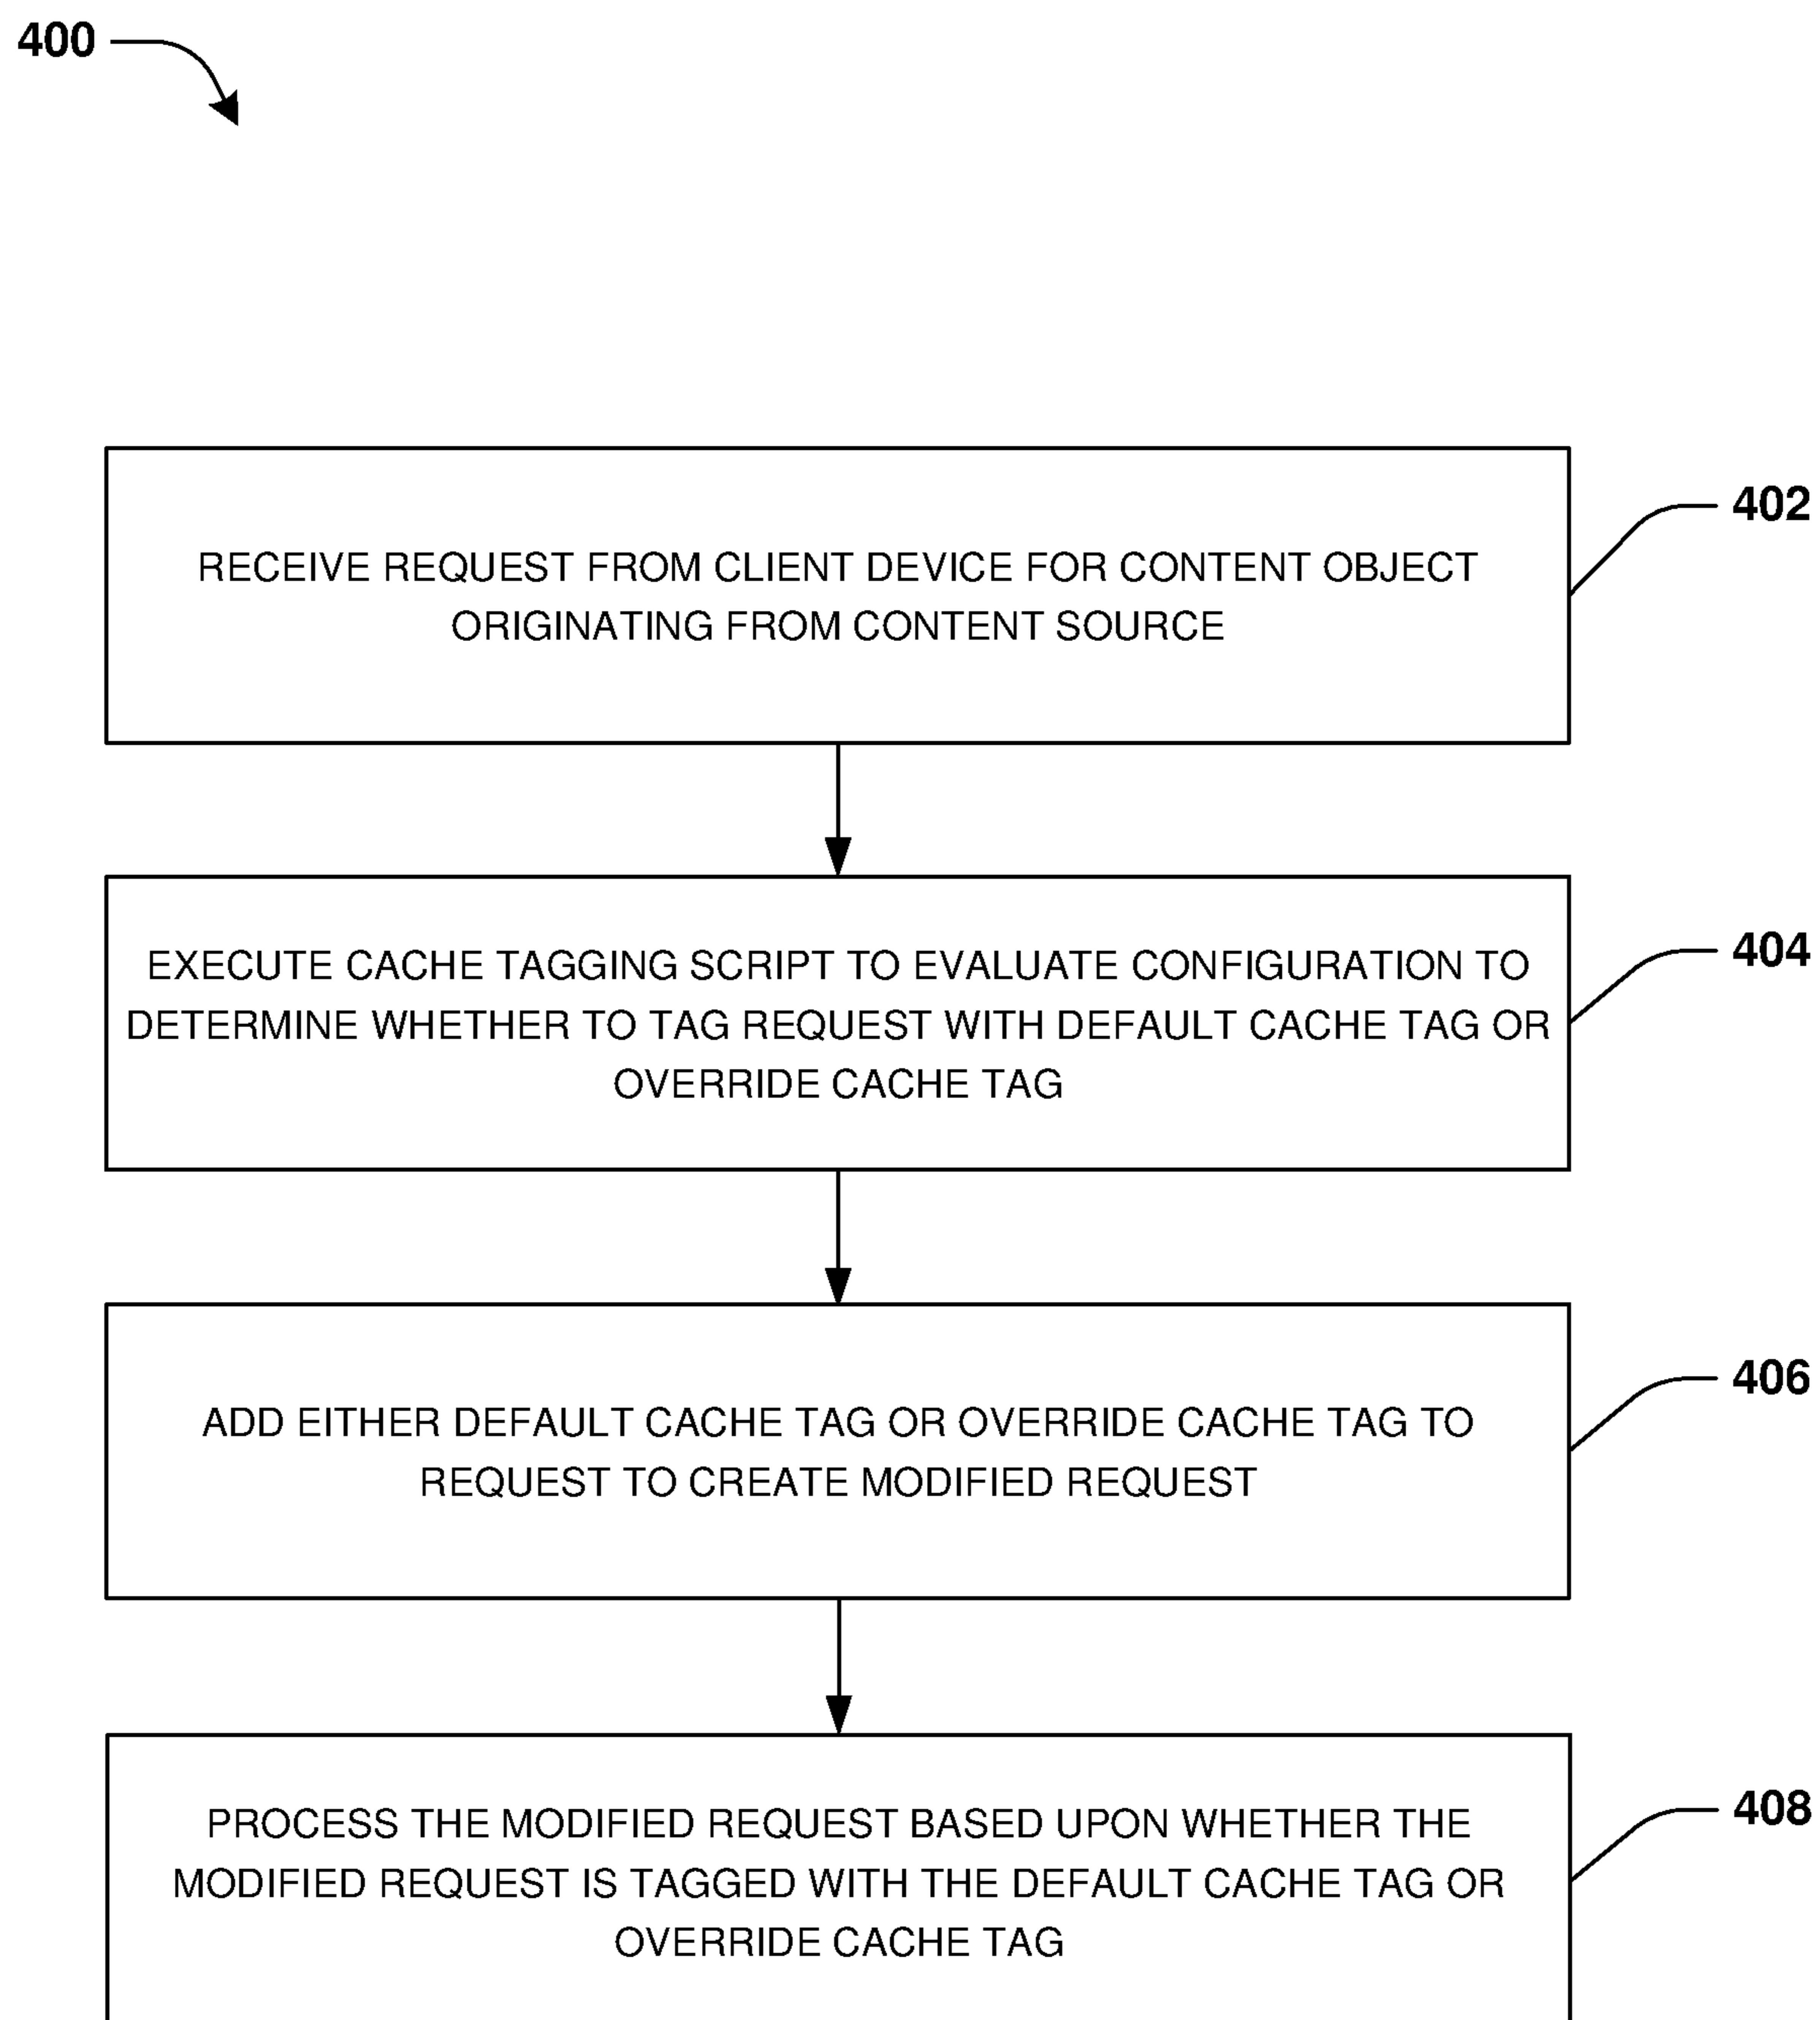 400
402
RECEIVE REQUEST FROM CLIENT DEVICE FOR CONTENT OBJECT
ORIGINATING FROM CONTENT SOURCE
404
EXECUTE CACHE TAGGING SCRIPT TO EVALUATE CONFIGURATION TO
DETERMINE WHETHER TO TAG REQUEST WITH DEFAULT CACHE TAG OR
OVERRIDE CACHE TAG
406
ADD EITHER DEFAULT CACHE TAG OR OVERRIDE CACHE TAG TO
REQUEST TO CREATE MODIFIED REQUEST
408
PROCESS THE MODIFIED REQUEST BASED UPON WHETHER THE
MODIFIED REQUEST IS TAGGED WITH THE DEFAULT CACHE TAG OR
OVERRIDE CACHE TAG